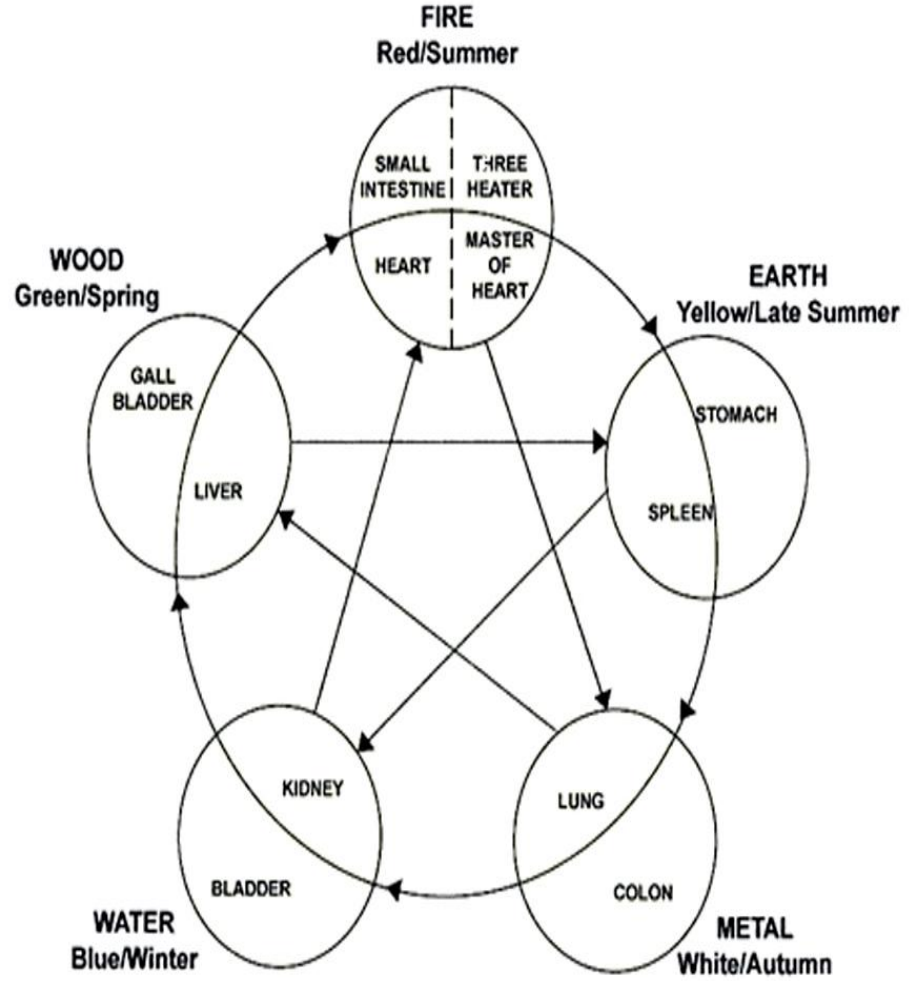 FIRE
Red/Summer
SMALL
INTESTINE
THREE
HEATER
HEART
MASTER
OF
HEART
WOOD
Green/Spring
GALL
BLADDER
LIVER
EARTH
Yellow/Late Summer
STOMACH
SPLEEN
KIDNEY
BLADDER
WATER
Blue/Winter
LUNG
COLON
METAL
White/Autumn